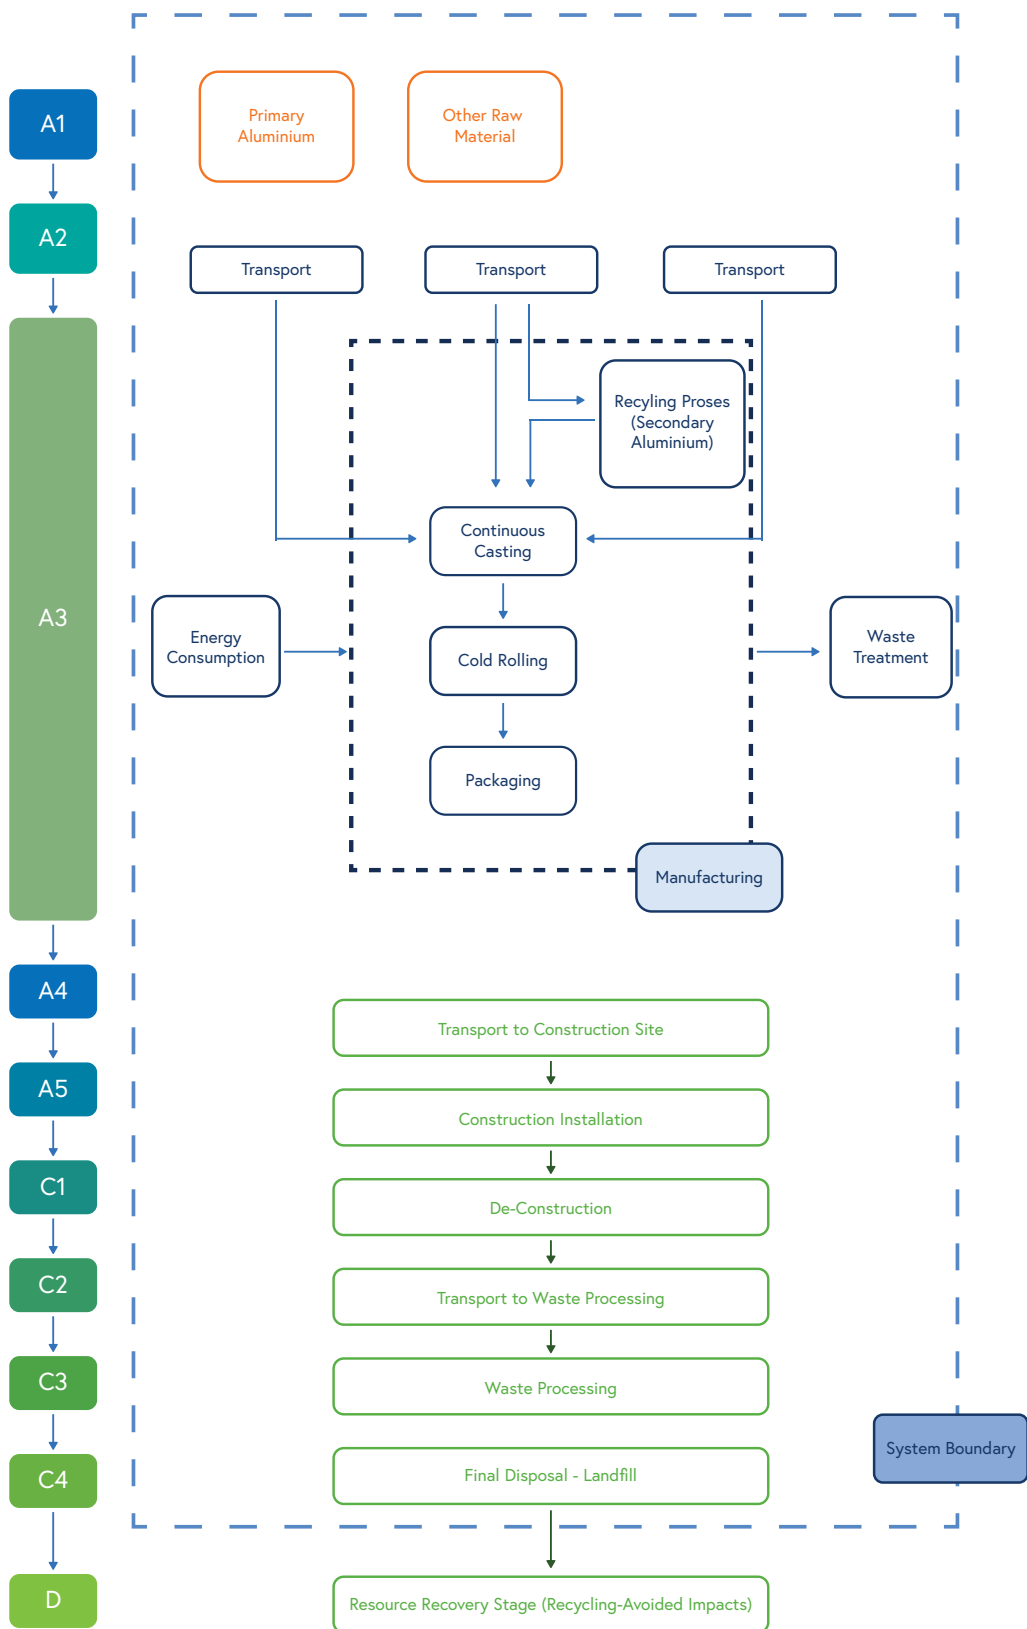 A1
Primary
Aluminium
Other Raw
Material
A2
Transport
Transport
Transport
A3
Recyling Proses
(Secondary
Aluminium)
Continuous
Casting
Energy
Consumption
Cold Rolling
Waste
Treatment
Packaging
Manufacturing
A4
Transport to Construction Site
A5
Construction Installation
C1
De-Construction
C2
Transport to Waste Processing
C3
Waste Processing
System Boundary
C4
Final Disposal - Landfill
D
Resource Recovery Stage (Recycling-Avoided Impacts)